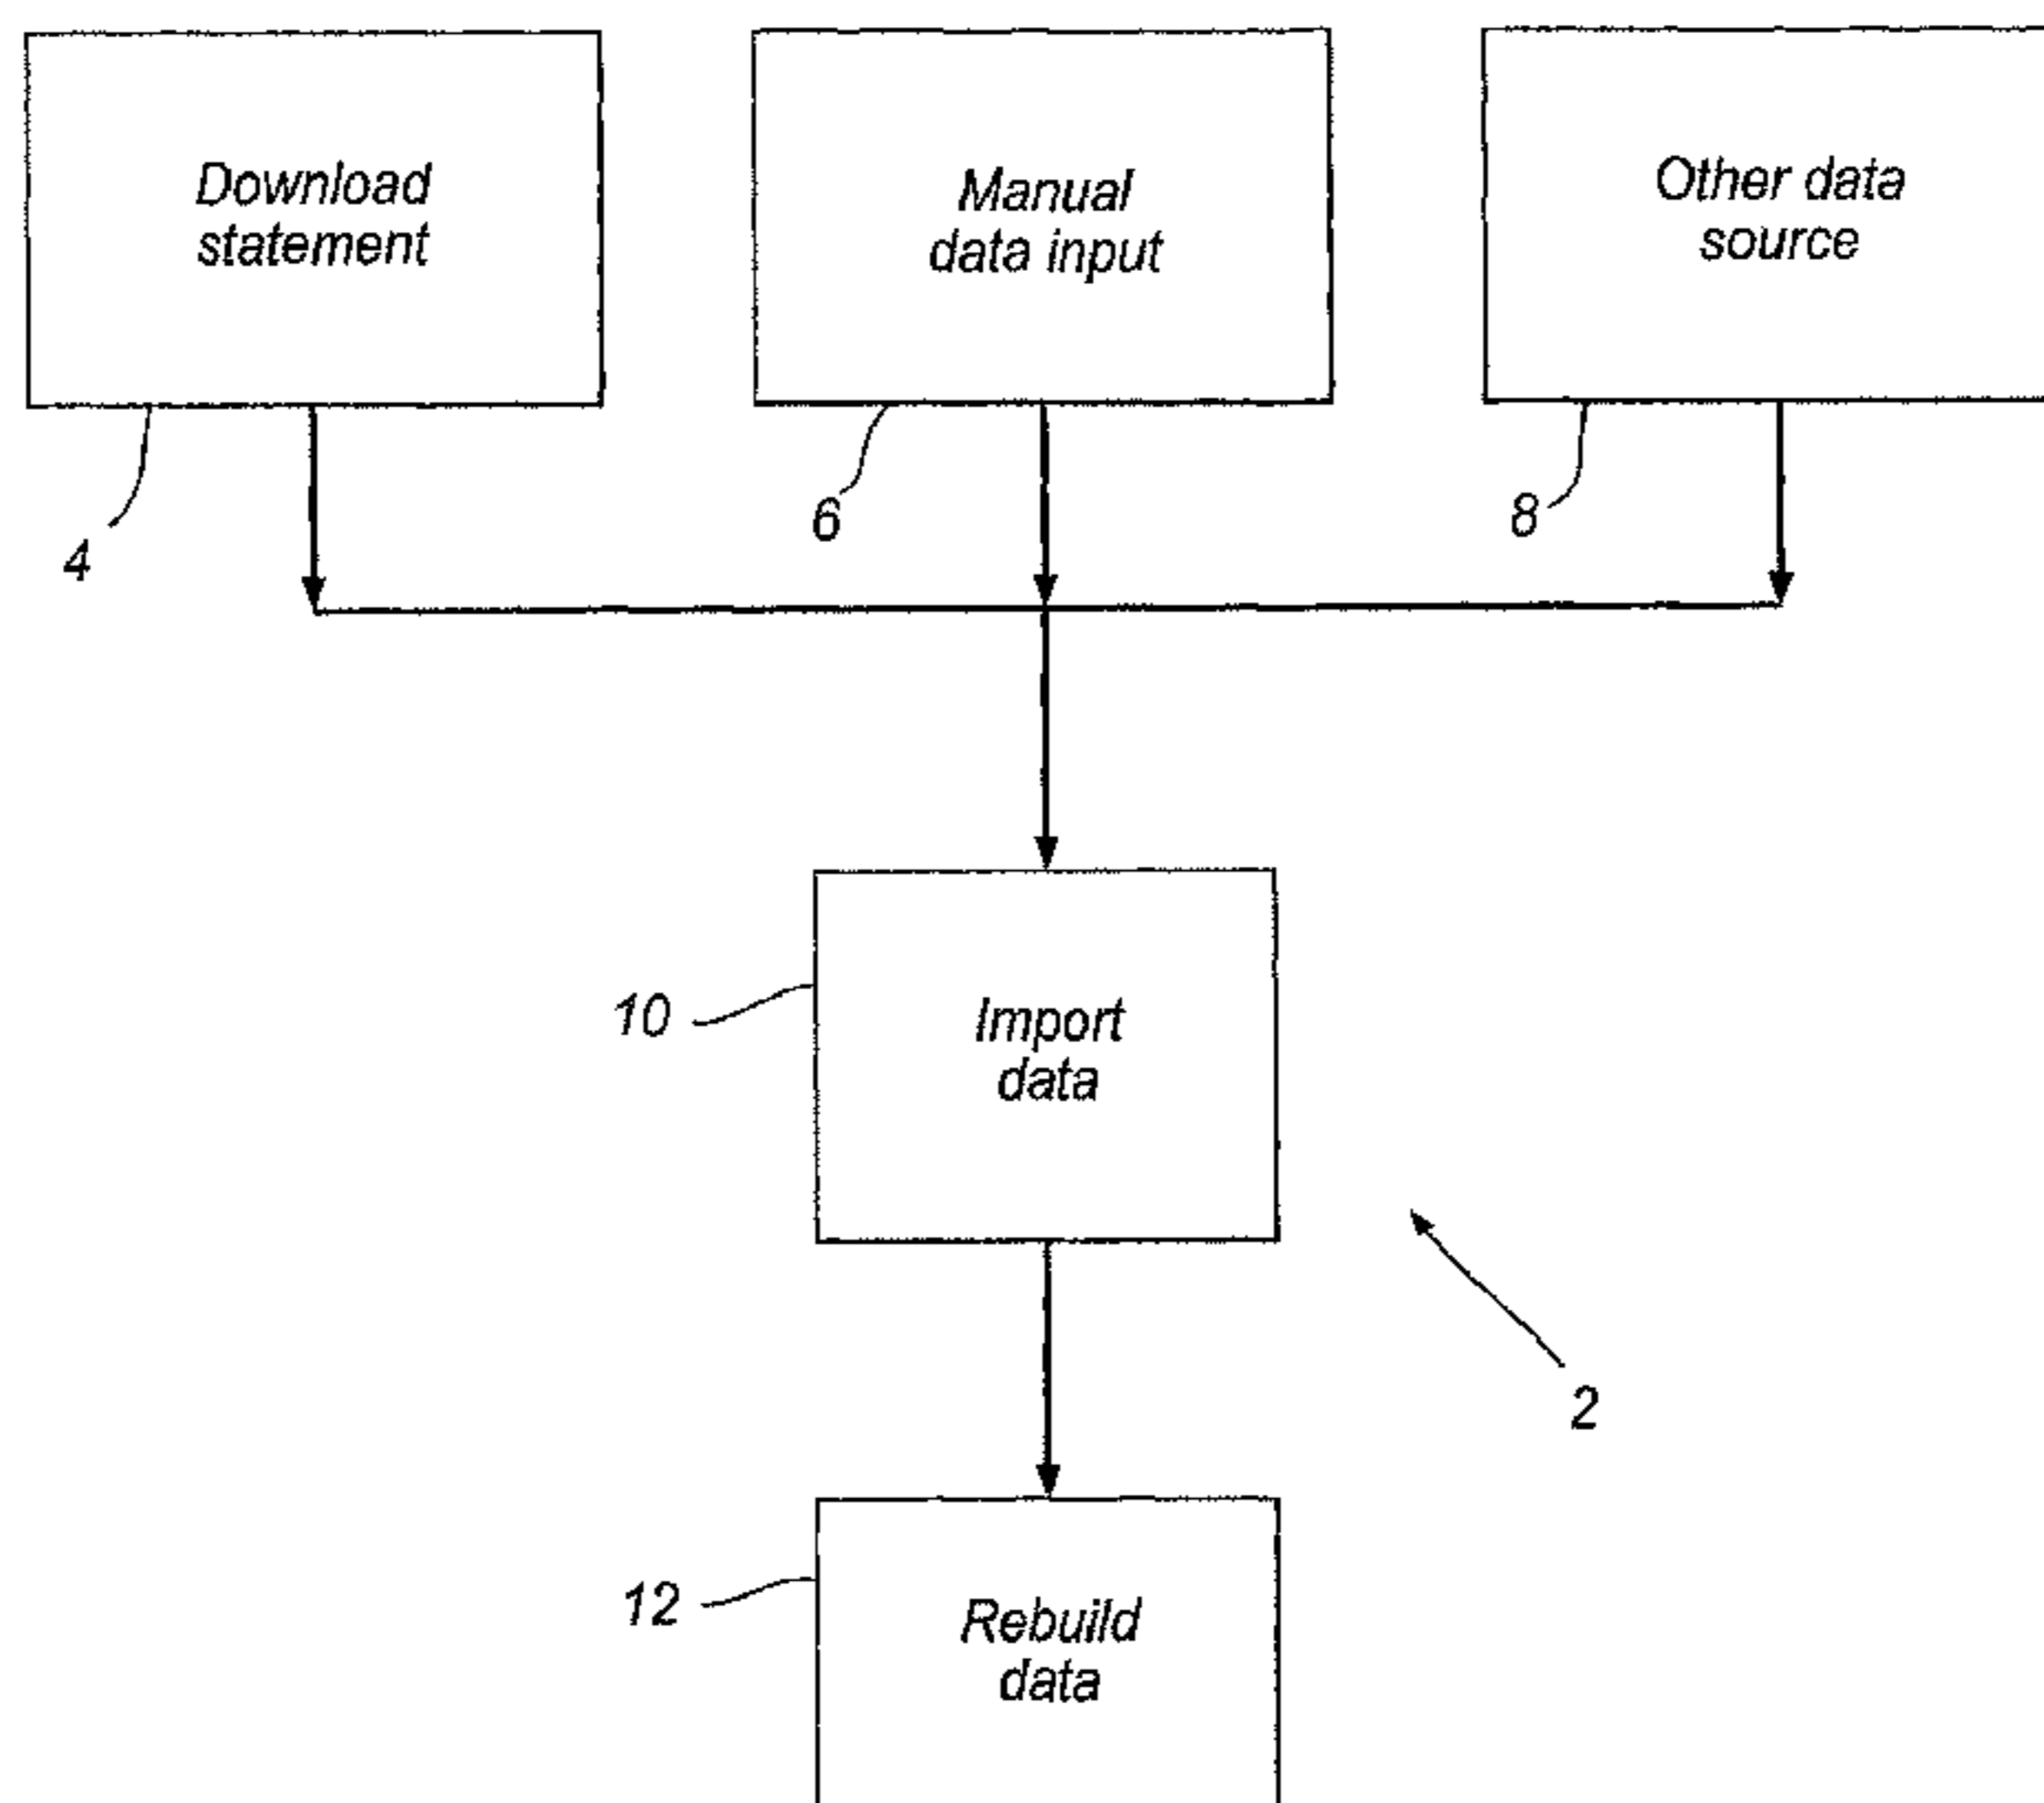 Download
statement
Manual
data input
Other data
source
4
6
8
10
Import
data
2
12
Rebuild
data